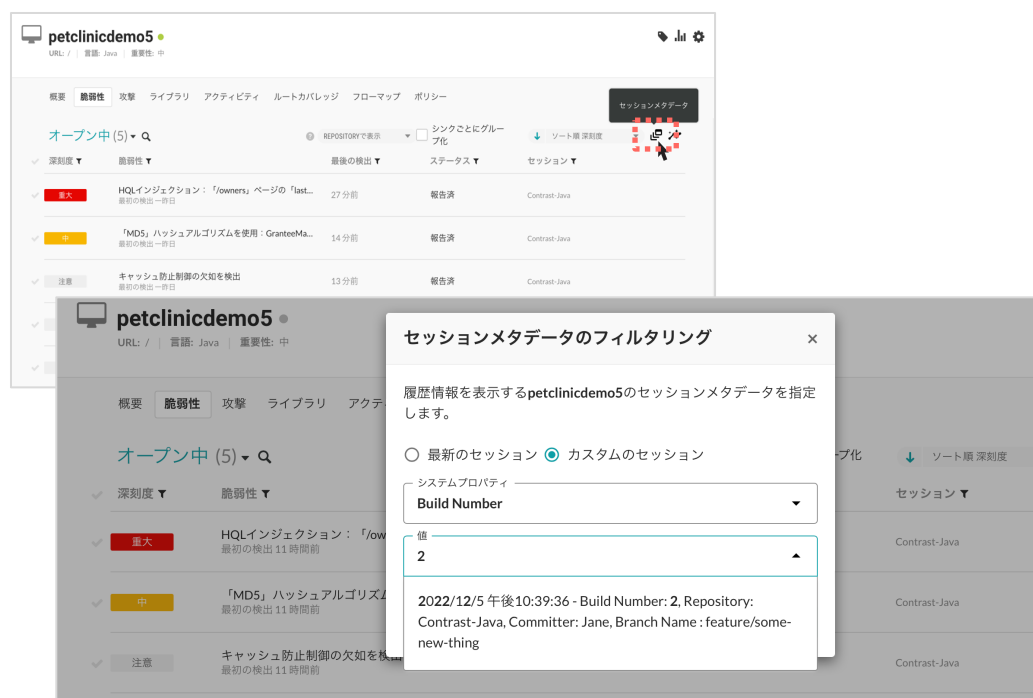 petclinicdemo5
URL: / | 言語: Java | 重要性: 中
概要 脆弱性 攻撃 ライブラリ アクティビティ ルートカバレッジ フローマップ ポリシー
セッションメタデータ
オープン中 (5) REPOSITORYで表示 シンクごとにグループ化 ソート順 深刻度
深刻度 脆弱性 最後の検出 ステータス セッション
重大 HQLインジェクション：「/owners」ページの「last... 27 分前 報告済 Contrast-Java
最初の検出 一昨日
中 「MD5」ハッシュアルゴリズムを使用：GranteeMa... 14 分前 報告済 Contrast-Java
最初の検出 一昨日
注意 キャッシュ防止制御の欠如を検出 13 分前 報告済 Contrast-Java
最初の検出 一昨日
petclinicdemo5
URL: / | 言語: Java | 重要性: 中
概要 脆弱性 攻撃 ライブラリ アクテ
オープン中 (5) プ化 ソート順 深刻度
深刻度 脆弱性 セッション
重大 HQLインジェクション：「/ow Contrast-Java
最初の検出 11 時間前
中 「MD5」ハッシュアルゴリズ Contrast-Java
最初の検出 11 時間前
注意 キャッシュ防止制御の欠如を検 Contrast-Java
最初の検出 11 時間前
セッションメタデータのフィルタリング ×
履歴情報を表示するpetclinicdemo5のセッションメタデータを指定
します。
最新のセッション カスタムのセッション
システムプロパティ
Build Number
値
2
2022/12/5 午後10:39:36 - Build Number: 2, Repository:
Contrast-Java, Committer: Jane, Branch Name : feature/some-
new-thing